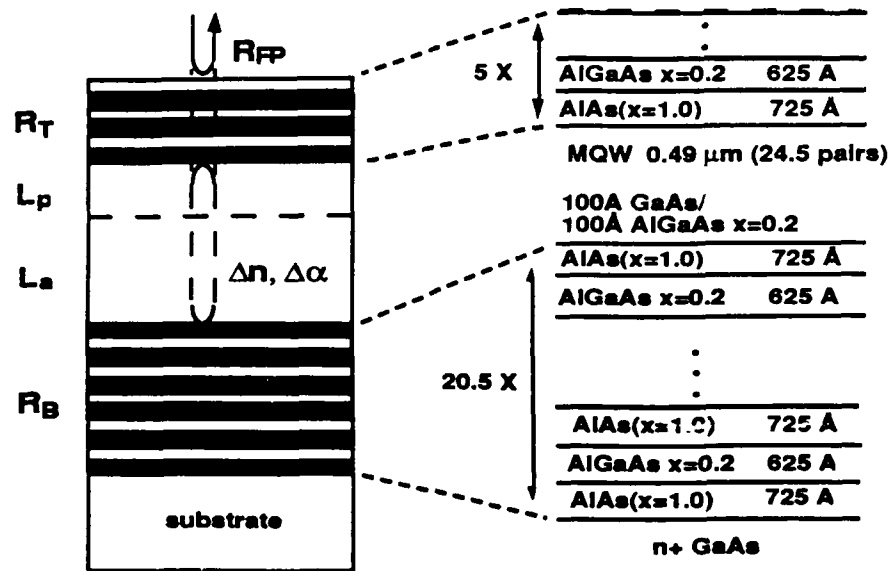 R_FP
R_T
L_p
L_a
Δn, Δα
R_B
substrate
5 X
AlGaAs x=0.2 625 A
AlAs(x=1.0) 725 Å
MQW 0.49 μm (24.5 pairs)
100A GaAs/
100Å AlGaAs x=0.2
AlAs(x=1.0) 725 Å
AlGaAs x=0.2 625 A
20.5 X
AlAs(x=1.0) 725 Å
AlGaAs x=0.2 625 A
AlAs(x=1.0) 725 Å
n+ GaAs